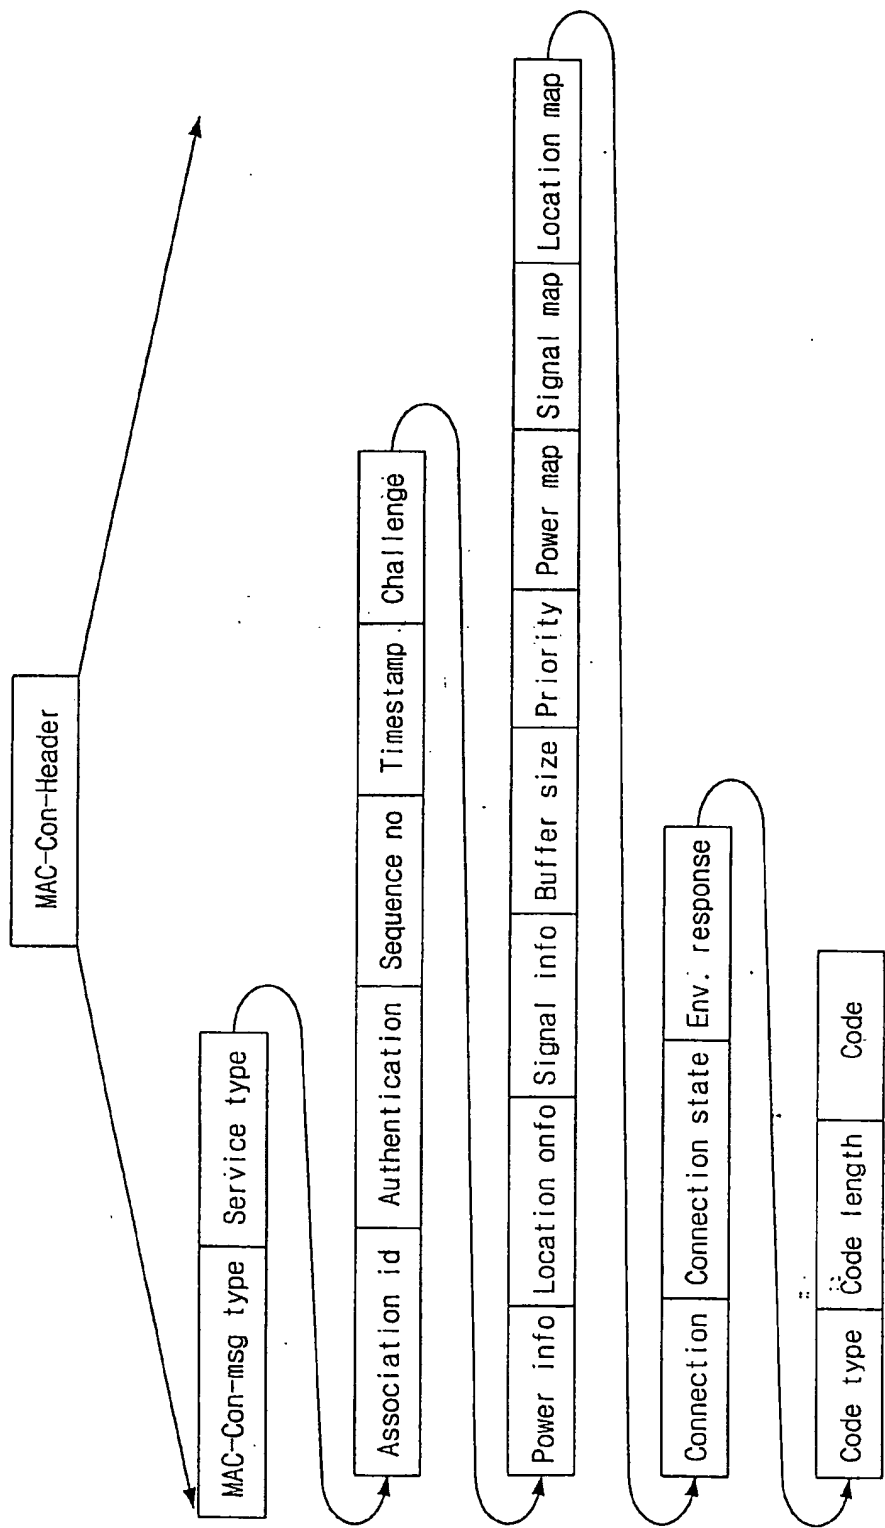 MAC-Con-Header
MAC-Con-msg type Service type
Association id Authentication Sequence no Timestamp Challenge
Power info Location onfo Signal info Buffer size Priority Power map Signal map Location map
Connection Connection state Env. response
Code type Code length Code